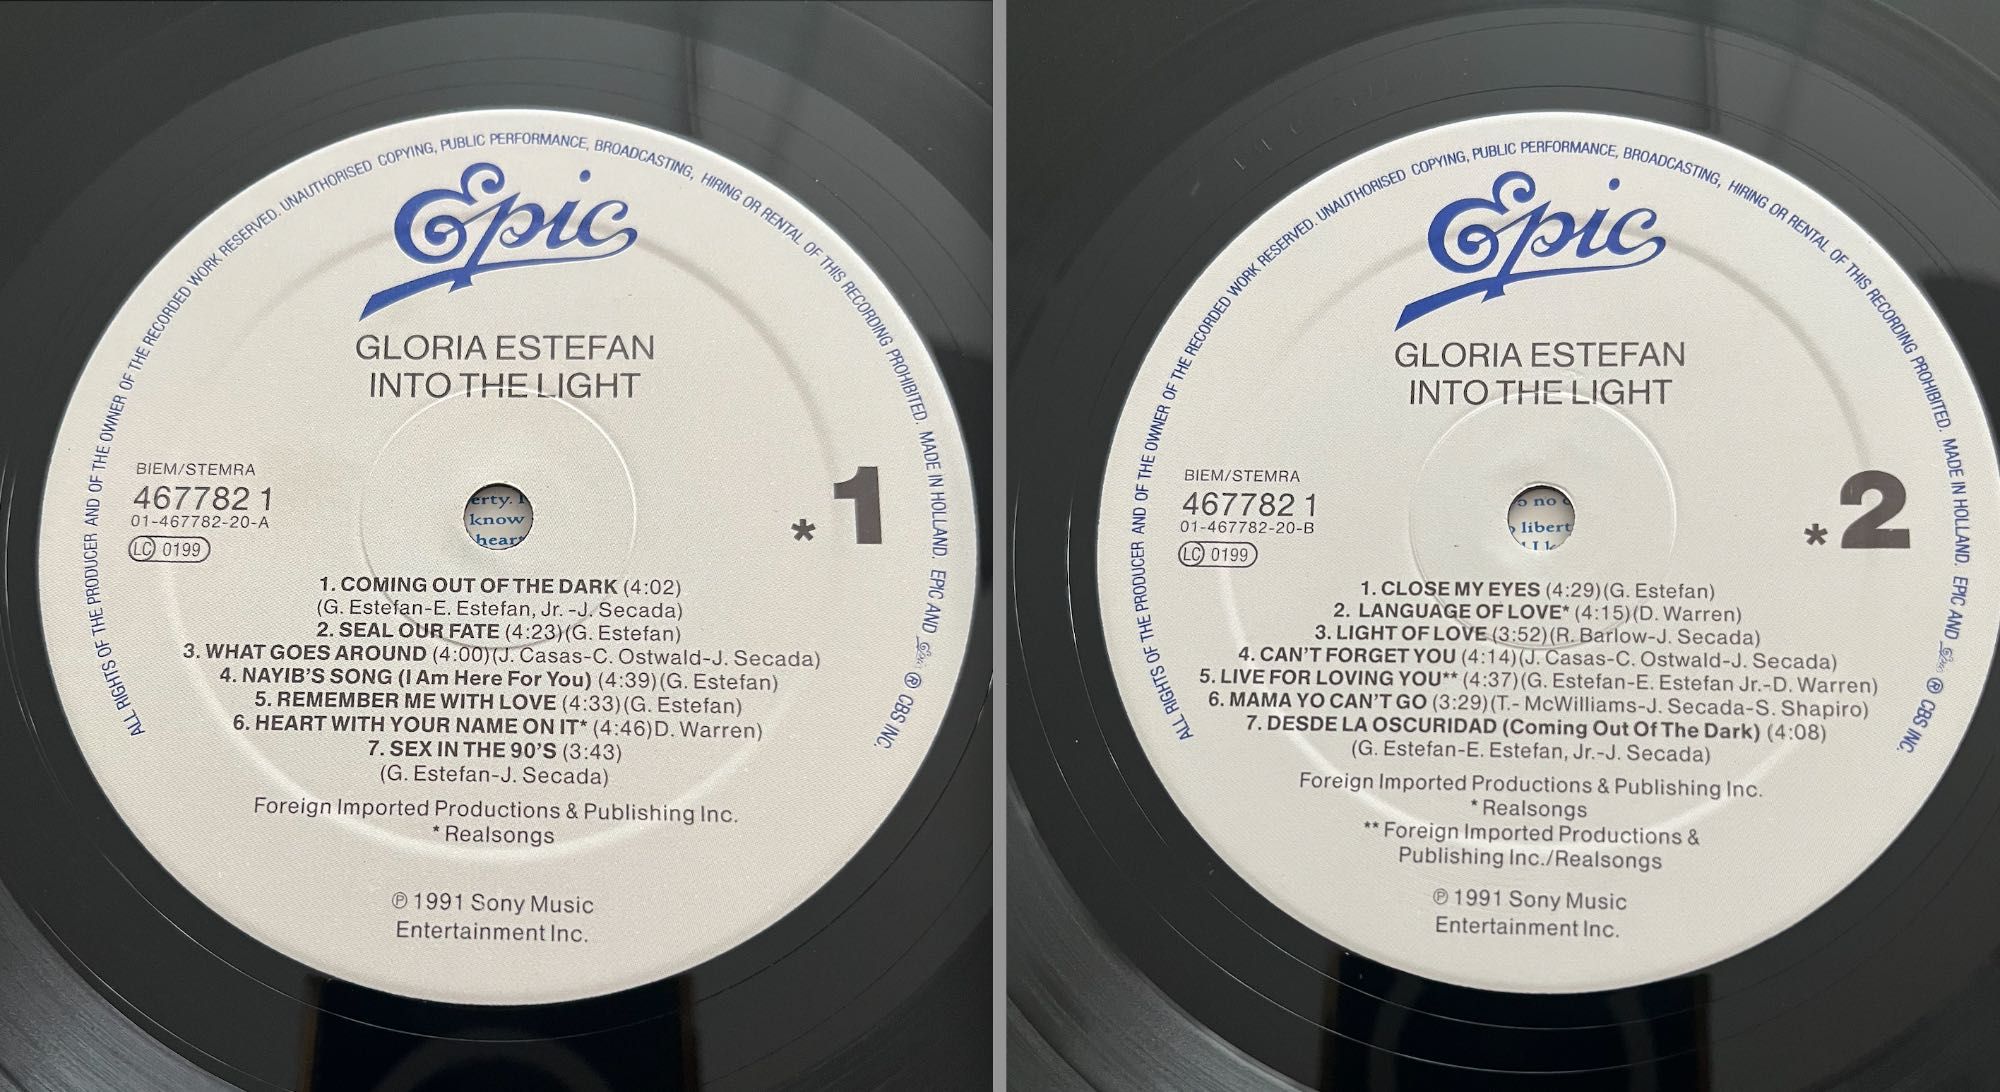 ALL RIGHTS OF THE PRODUCER AND OF THE OWNER OF THE RECORDED WORK RESERVED. UNAUTHORISED COPYING, PUBLIC PERFORMANCE, BROADCASTING, HIRING OR RENTAL OF THIS RECORDING PROHIBITED. MADE IN HOLLAND. EPIC AND Epic ® CBS INC.
Epic
GLORIA ESTEFAN
INTO THE LIGHT
BIEM/STEMRA
467782 1
01-467782-20-A
LC 0199
* 1
erty. I
know
heart
1. COMING OUT OF THE DARK (4:02)
(G. Estefan-E. Estefan, Jr. -J. Secada)
2. SEAL OUR FATE (4:23)(G. Estefan)
3. WHAT GOES AROUND (4:00)(J. Casas-C. Ostwald-J. Secada)
4. NAYIB'S SONG (I Am Here For You) (4:39)(G. Estefan)
5. REMEMBER ME WITH LOVE (4:33)(G. Estefan)
6. HEART WITH YOUR NAME ON IT* (4:46)D. Warren)
7. SEX IN THE 90'S (3:43)
(G. Estefan-J. Secada)
Foreign Imported Productions & Publishing Inc.
* Realsongs
℗ 1991 Sony Music
Entertainment Inc.
ALL RIGHTS OF THE PRODUCER AND OF THE OWNER OF THE RECORDED WORK RESERVED. UNAUTHORISED COPYING, PUBLIC PERFORMANCE, BROADCASTING, HIRING OR RENTAL OF THIS RECORDING PROHIBITED. MADE IN HOLLAND. EPIC AND Epic ® CBS INC.
Epic
GLORIA ESTEFAN
INTO THE LIGHT
BIEM/STEMRA
467782 1
01-467782-20-B
LC 0199
* 2
no
libert
1. CLOSE MY EYES (4:29)(G. Estefan)
2. LANGUAGE OF LOVE* (4:15)(D. Warren)
3. LIGHT OF LOVE (3:52)(R. Barlow-J. Secada)
4. CAN'T FORGET YOU (4:14)(J. Casas-C. Ostwald-J. Secada)
5. LIVE FOR LOVING YOU** (4:37)(G. Estefan-E. Estefan Jr.-D. Warren)
6. MAMA YO CAN'T GO (3:29)(T.- McWilliams-J. Secada-S. Shapiro)
7. DESDE LA OSCURIDAD (Coming Out Of The Dark) (4:08)
(G. Estefan-E. Estefan, Jr.-J. Secada)
Foreign Imported Productions & Publishing Inc.
* Realsongs
** Foreign Imported Productions &
Publishing Inc./Realsongs
℗ 1991 Sony Music
Entertainment Inc.